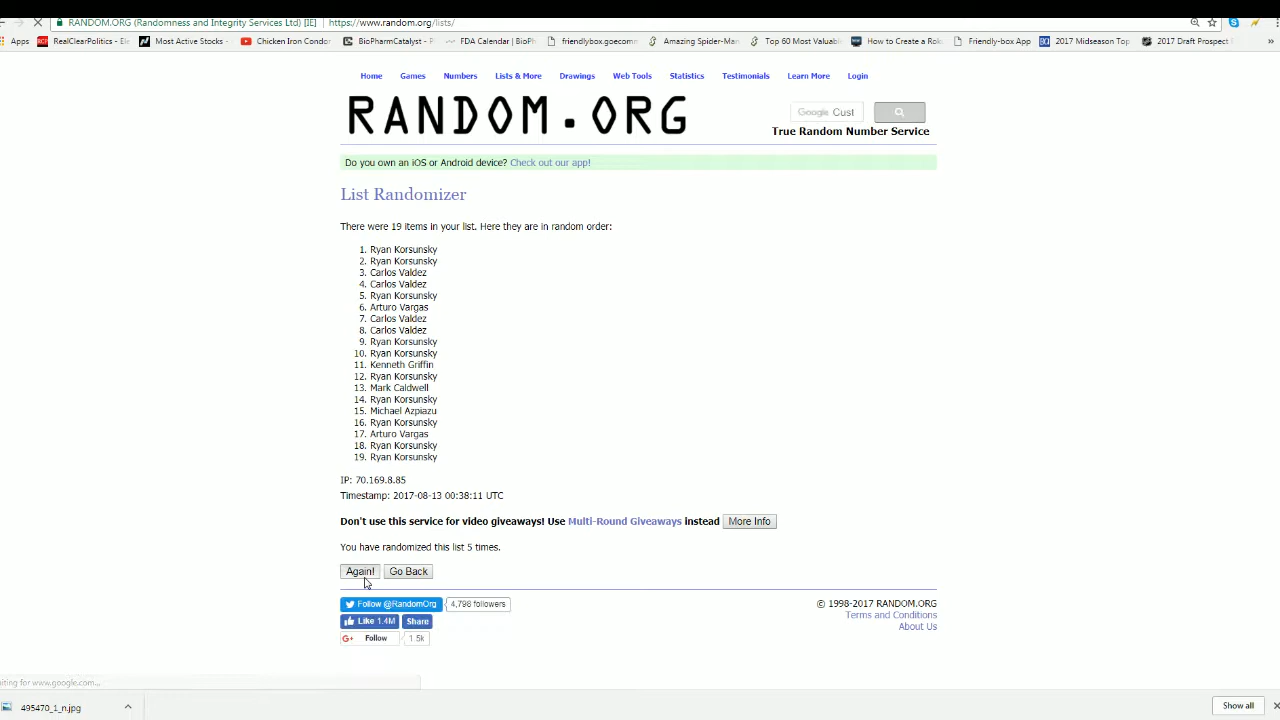 RANDOM.ORG (Randomness and Integrity Services Ltd) [IE] | https://www.random.org/lists/
Apps RealClearPolitics - Ele Most Active Stocks - Chicken Iron Condor BioPharmCatalyst - P FDA Calendar | BioPh friendlybox.gpecomm Amazing Spider-Man Top 60 Most Valuabl How to Create a Rok Friendly-box App 2017 Midseason Top 2017 Draft Prospect »
Home Games Numbers Lists & More Drawings Web Tools Statistics Testimonials Learn More Login
RANDOM.ORG
Google Cust
True Random Number Service
Do you own an iOS or Android device? Check out our app!
List Randomizer
There were 19 items in your list. Here they are in random order:
1. Ryan Korsunsky
2. Ryan Korsunsky
3. Carlos Valdez
4. Carlos Valdez
5. Ryan Korsunsky
6. Arturo Vargas
7. Carlos Valdez
8. Carlos Valdez
9. Ryan Korsunsky
10. Ryan Korsunsky
11. Kenneth Griffin
12. Ryan Korsunsky
13. Mark Caldwell
14. Ryan Korsunsky
15. Michael Azpiazu
16. Ryan Korsunsky
17. Arturo Vargas
18. Ryan Korsunsky
19. Ryan Korsunsky
IP: 70.169.8.85
Timestamp: 2017-08-13 00:38:11 UTC
Don't use this service for video giveaways! Use Multi-Round Giveaways instead More Info
You have randomized this list 5 times.
Again! Go Back
Follow @RandomOrg 4,798 followers
Like 1.4M Share
G+ Follow 1.5k
© 1998-2017 RANDOM.ORG
Terms and Conditions
About Us
iting for www.google.com...
495470_1_n.jpg
Show all